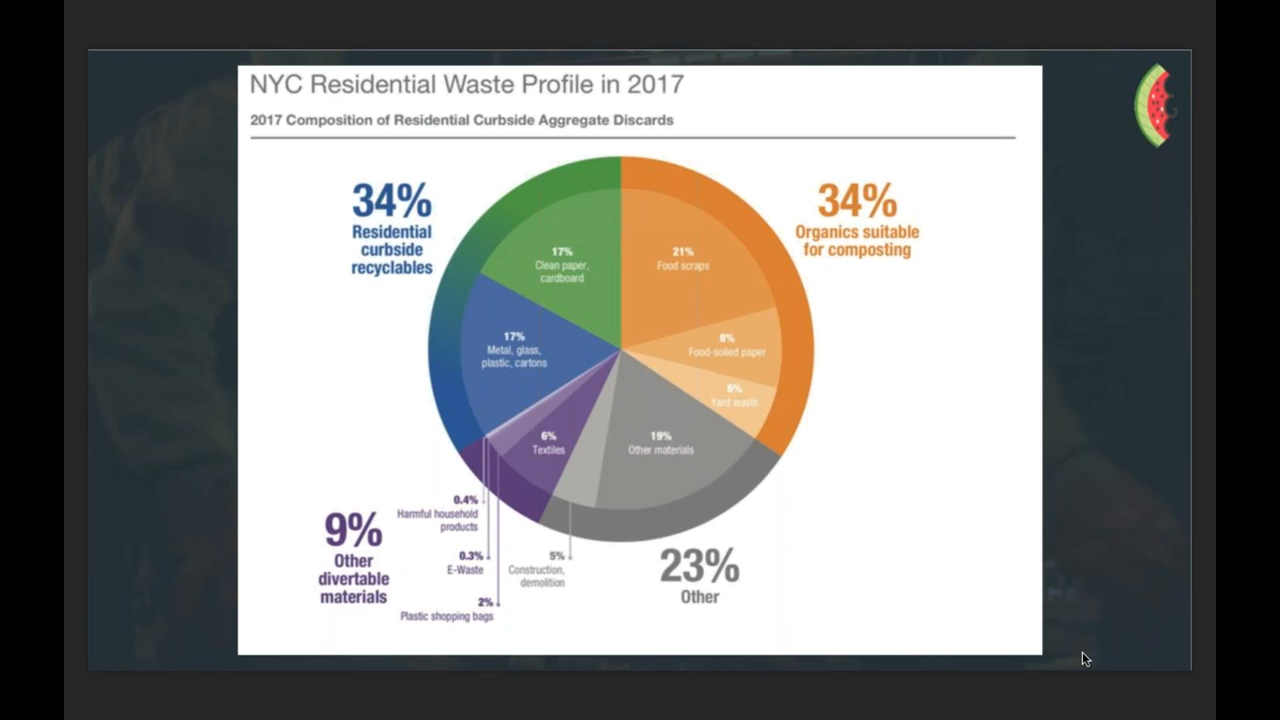 NYC Residential Waste Profile in 2017
2017 Composition of Residential Curbside Aggregate Discards
34%
Residential
curbside
recyclables
34%
Organics suitable
for composting
17%
Clean paper,
cardboard
21%
Food scraps
17%
Metal, glass,
plastic, cartons
8%
Food-soiled paper
6%
Yard waste
6%
Textiles
19%
Other materials
0.4%
Harmful household
products
9%
Other
divertable
materials
0.3%
E-Waste
5%
Construction,
demolition
2%
Plastic shopping bags
23%
Other